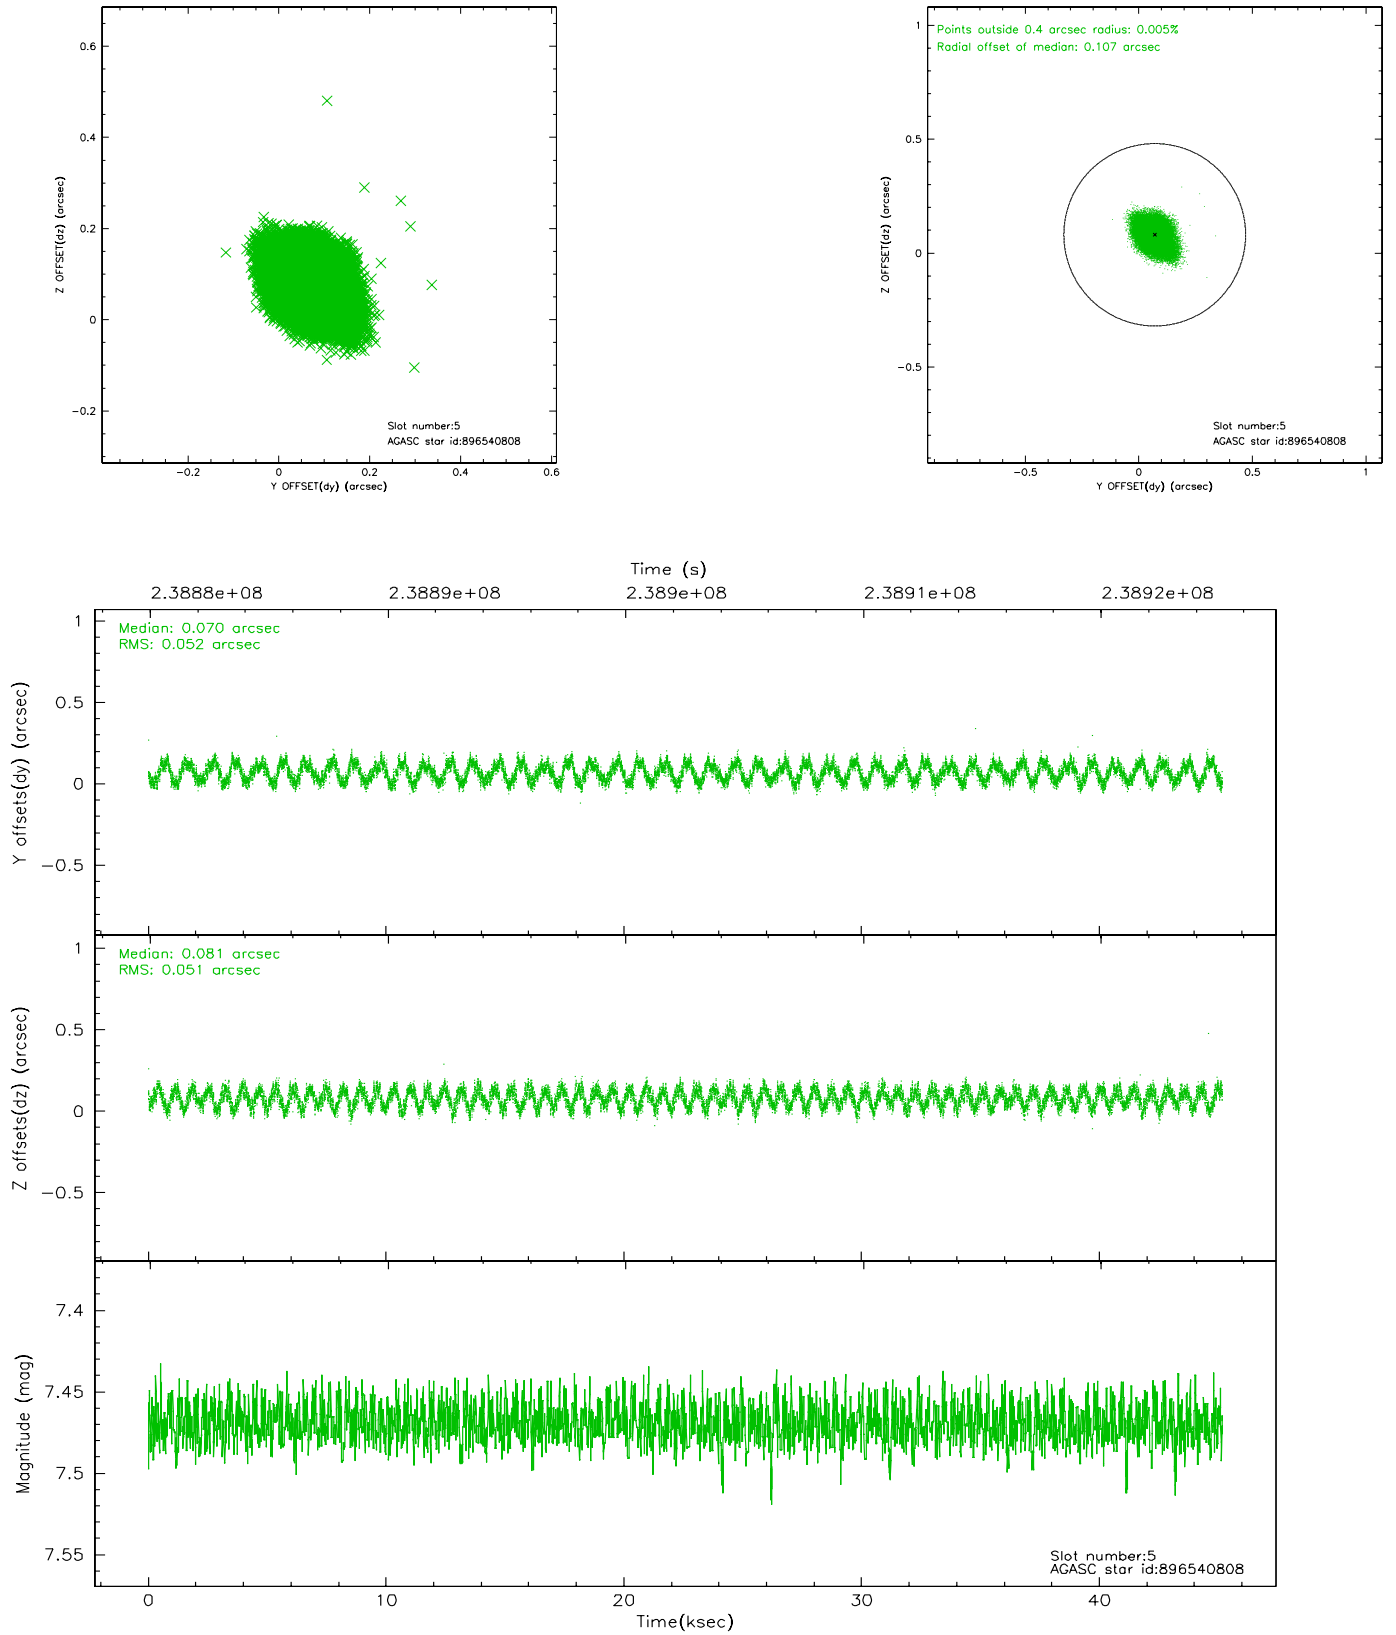 0.6
0.4
0.2
0
−0.2
Z OFFSET(dz) (arcsec)
−0.2 0 0.2 0.4 0.6
Y OFFSET(dy) (arcsec)
Slot number:5
AGASC star id:896540808
Points outside 0.4 arcsec radius: 0.005%
Radial offset of median: 0.107 arcsec
1
0.5
0
−0.5
Z OFFSET(dz) (arcsec)
−0.5 0 0.5 1
Y OFFSET(dy) (arcsec)
Slot number:5
AGASC star id:896540808
Time (s)
2.3888e+08 2.3889e+08 2.389e+08 2.3891e+08 2.3892e+08
Median: 0.070 arcsec
RMS: 0.052 arcsec
1
0.5
0
−0.5
Y offsets(dy) (arcsec)
Median: 0.081 arcsec
RMS: 0.051 arcsec
1
0.5
0
−0.5
Z offsets(dz) (arcsec)
7.4
7.45
7.5
7.55
Magnitude (mag)
Slot number:5
AGASC star id:896540808
0 10 20 30 40
Time(ksec)